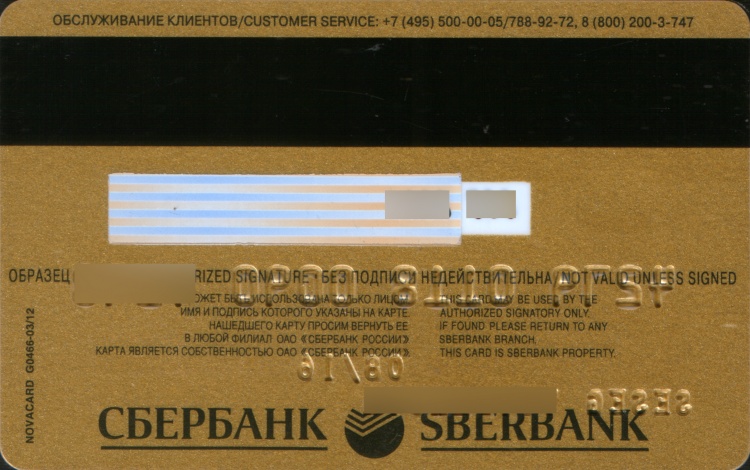 ОБСЛУЖИВАНИЕ КЛИЕНТОВ/CUSTOMER SERVICE: +7 (495) 500-00-05/788-92-72, 8 (800) 200-3-747
ОБРАЗЕЦ SIGNATURE БЕЗ ПОДПИСИ НЕДЕЙСТВИТЕЛЬНА / NOT VALID UNLESS SIGNED
БЫТЬ ИСПОЛЬЗОВАНА ТОЛЬКО ЛИЦОМ,
ИМЯ И ПОДПИСЬ КОТОРОГО УКАЗАНЫ НА КАРТЕ.
НАШЕДШЕГО КАРТУ ПРОСИМ ВЕРНУТЬ ЕЕ
В ЛЮБОЙ ФИЛИАЛ ОАО «СБЕРБАНК РОССИИ»
КАРТА ЯВЛЯЕТСЯ СОБСТВЕННОСТЬЮ ОАО «СБЕРБАНК РОССИИ».
THIS CARD MAY BE USED BY THE
AUTHORIZED SIGNATORY ONLY.
IF FOUND PLEASE RETURN TO ANY
SBERBANK BRANCH.
THIS CARD IS SBERBANK PROPERTY.
NOVACARD G0466-03/12
СБЕРБАНК SBERBANK